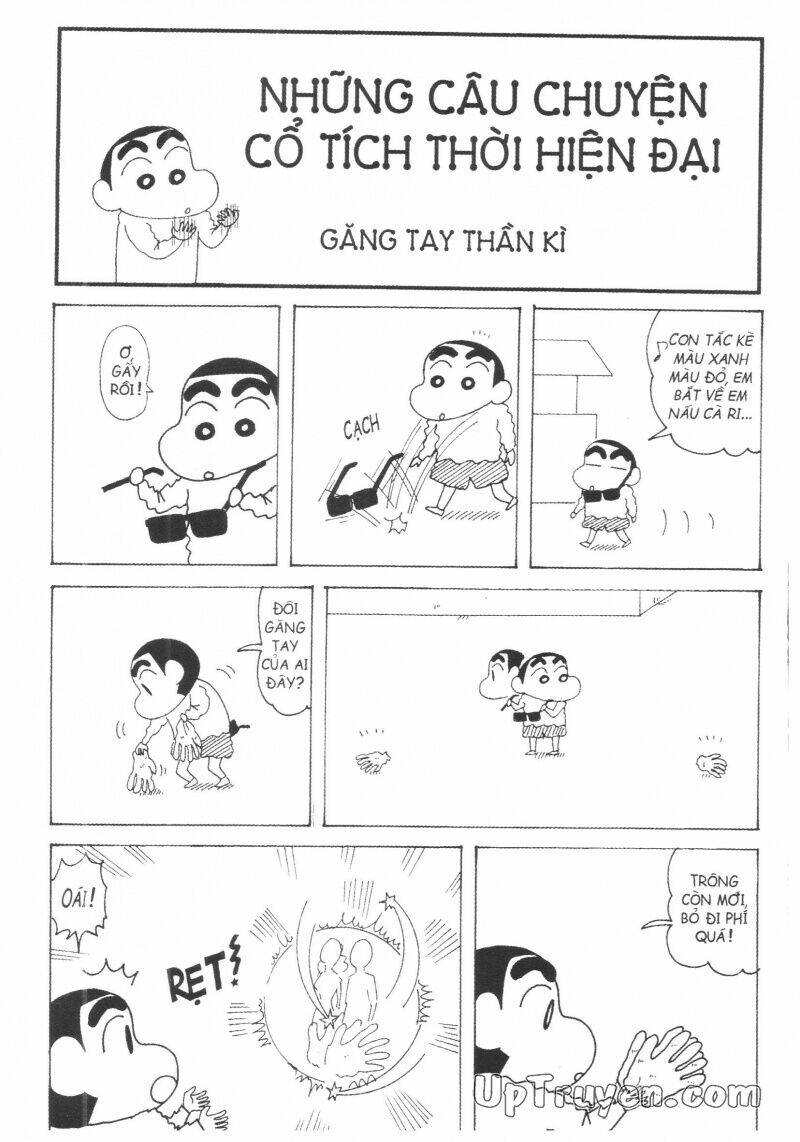 NHỮNG CÂU CHUYỆN
CỔ TÍCH THỜI HIỆN ĐẠI
GĂNG TAY THẦN KÌ
CON TẮC KÈ
MÀU XANH
MÀU ĐỎ, EM
BẮT VỀ EM
NẤU CÀ RI...
CẠCH
Ơ,
GẪY
RỒI!
ĐÔI
GĂNG
TAY
CỦA AI
ĐÂY?
TRÔNG
CÒN MỚI,
BỎ ĐI PHÍ
QUÁ!
RẸT!
OÁI!
UpTruyen.com